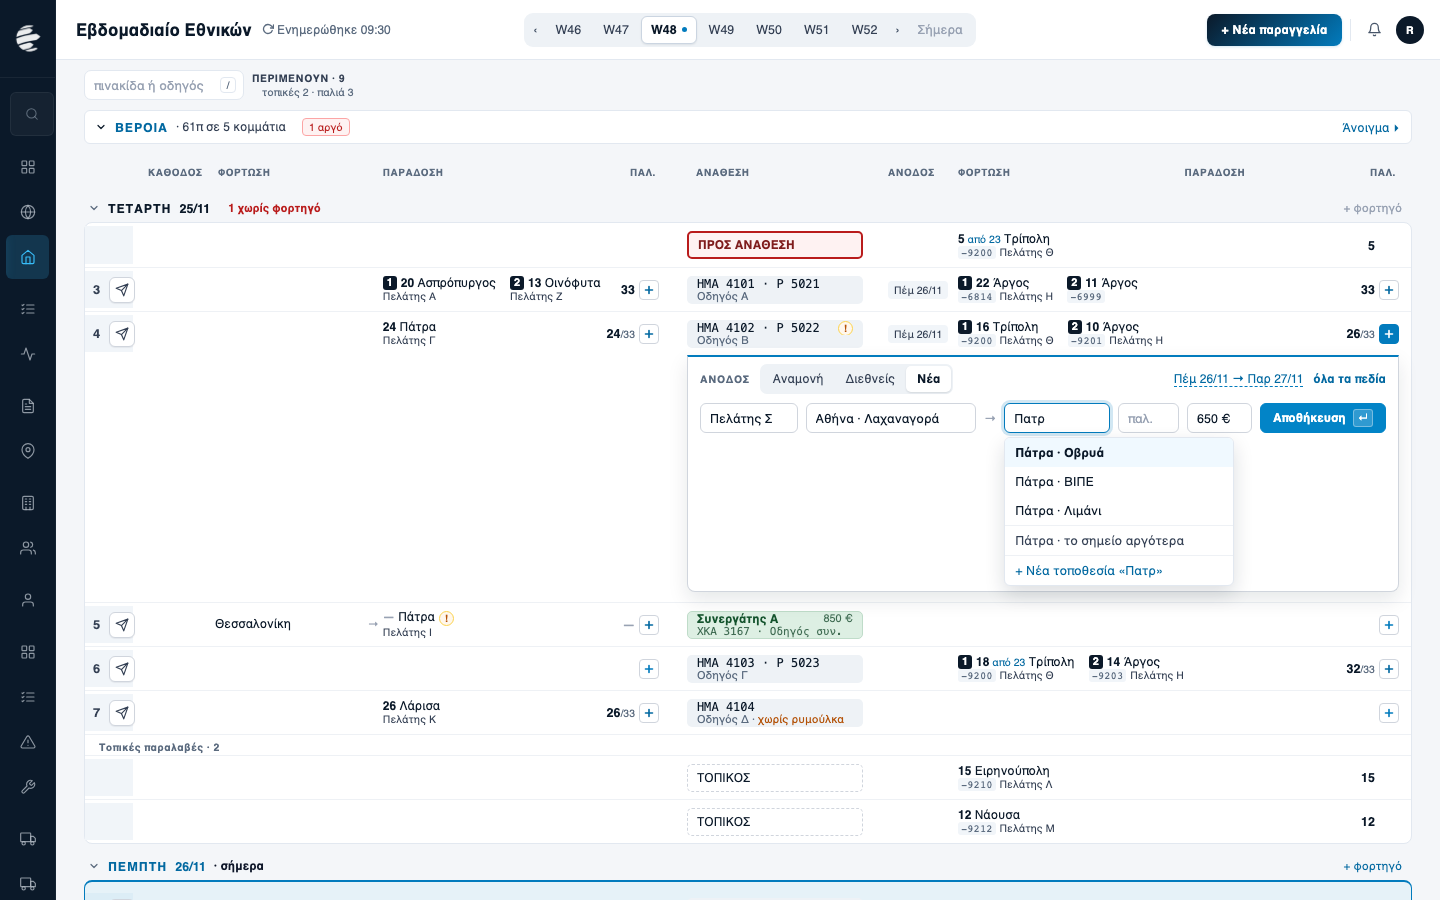 Εβδομαδιαίο Εθνικών Ενημερώθηκε 09:30 ‹ W46 W47 W48 W49 W50 W51 W52 › Σήμερα + Νέα παραγγελία R
πινακίδα ή οδηγός / ΠΕΡΙΜΕΝΟΥΝ · 9
τοπικές 2 · παλιά 3
ΒΕΡΟΙΑ · 61π σε 5 κομμάτια 1 αργό Άνοιγμα
ΚΑΘΟΔΟΣ ΦΟΡΤΩΣΗ ΠΑΡΑΔΟΣΗ ΠΑΛ. ΑΝΑΘΕΣΗ ΑΝΟΔΟΣ ΦΟΡΤΩΣΗ ΠΑΡΑΔΟΣΗ ΠΑΛ.
ΤΕΤΑΡΤΗ 25/11 1 χωρίς φορτηγό + φορτηγό
ΠΡΟΣ ΑΝΑΘΕΣΗ 5 από 23 Τρίπολη 5
−9200 Πελάτης Θ
3 1 20 Ασπρόπυργος 2 13 Οινόφυτα 33 + ΗΜΑ 4101 · Ρ 5021 Πέμ 26/11 1 22 Άργος 2 11 Άργος 33 +
Πελάτης Α Πελάτης Ζ Οδηγός Α −6814 Πελάτης Η −6999
4 24 Πάτρα 24/33 + ΗΜΑ 4102 · Ρ 5022 ! Πέμ 26/11 1 16 Τρίπολη 2 10 Άργος 26/33 +
Πελάτης Γ Οδηγός Β −9200 Πελάτης Θ −9201 Πελάτης Η
ΑΝΟΔΟΣ Αναμονή Διεθνείς Νέα Πέμ 26/11 → Παρ 27/11 όλα τα πεδία
Πελάτης Σ Αθήνα · Λαχαναγορά → Πατρ παλ. 650 € Αποθήκευση ↵
Πάτρα · Οβρυά
Πάτρα · ΒΙΠΕ
Πάτρα · Λιμάνι
Πάτρα · το σημείο αργότερα
+ Νέα τοποθεσία «Πατρ»
5 Θεσσαλονίκη → — Πάτρα ! — + Συνεργάτης Α 850 € +
Πελάτης Ι ΧΚΑ 3167 · Οδηγός συν.
6 + ΗΜΑ 4103 · Ρ 5023 1 18 από 23 Τρίπολη 2 14 Άργος 32/33 +
Οδηγός Γ −9200 Πελάτης Θ −9203 Πελάτης Η
7 26 Λάρισα 26/33 + ΗΜΑ 4104 +
Πελάτης Κ Οδηγός Δ · χωρίς ρυμούλκα
Τοπικές παραλαβές · 2
ΤΟΠΙΚΟΣ 15 Ειρηνούπολη 15
−9210 Πελάτης Λ
ΤΟΠΙΚΟΣ 12 Νάουσα 12
−9212 Πελάτης Μ
ΠΕΜΠΤΗ 26/11 · σήμερα + φορτηγό